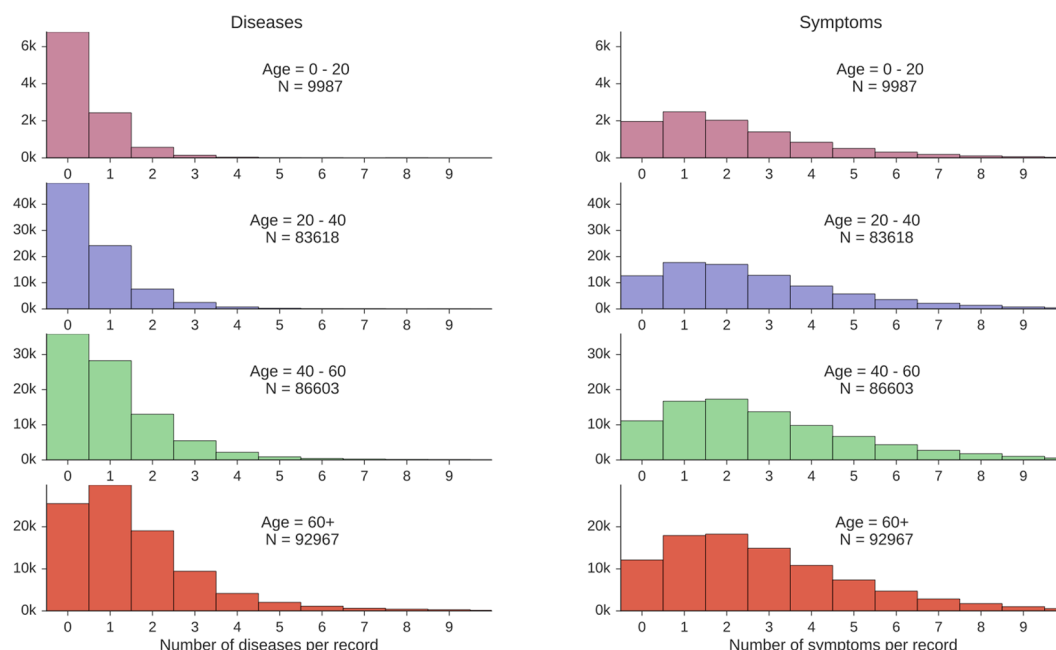 Diseases
6k
4k
2k
0k
Age = 0 - 20
N = 9987
0 1 2 3 4 5 6 7 8 9
40k
30k
20k
10k
0k
Age = 20 - 40
N = 83618
0 1 2 3 4 5 6 7 8 9
30k
20k
10k
0k
Age = 40 - 60
N = 86603
0 1 2 3 4 5 6 7 8 9
20k
10k
0k
Age = 60+
N = 92967
0 1 2 3 4 5 6 7 8 9
Number of diseases per record
Symptoms
6k
4k
2k
0k
Age = 0 - 20
N = 9987
0 1 2 3 4 5 6 7 8 9
40k
30k
20k
10k
0k
Age = 20 - 40
N = 83618
0 1 2 3 4 5 6 7 8 9
30k
20k
10k
0k
Age = 40 - 60
N = 86603
0 1 2 3 4 5 6 7 8 9
20k
10k
0k
Age = 60+
N = 92967
0 1 2 3 4 5 6 7 8 9
Number of symptoms per record